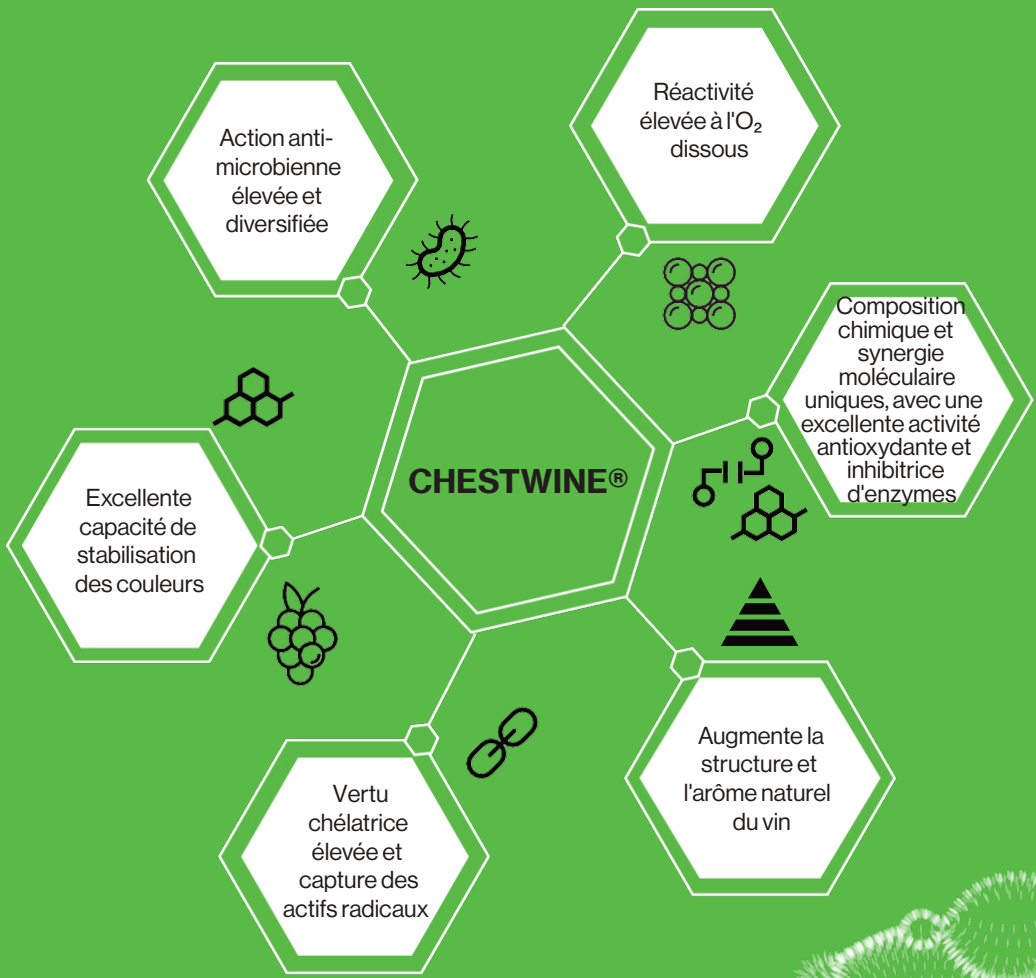 Action anti-
microbienne
élevée et
diversifiée
Réactivité
élevée à l'O₂
dissous
Composition
chimique et
synergie
moléculaire
uniques, avec une
excellente activité
antioxydante et
inhibitrice
d'enzymes
CHESTWINE®
Excellente
capacité de
stabilisation
des couleurs
Augmente la
structure et
l'arôme naturel
du vin
Vertu
chélatrice
élevée et
capture des
actifs radicaux